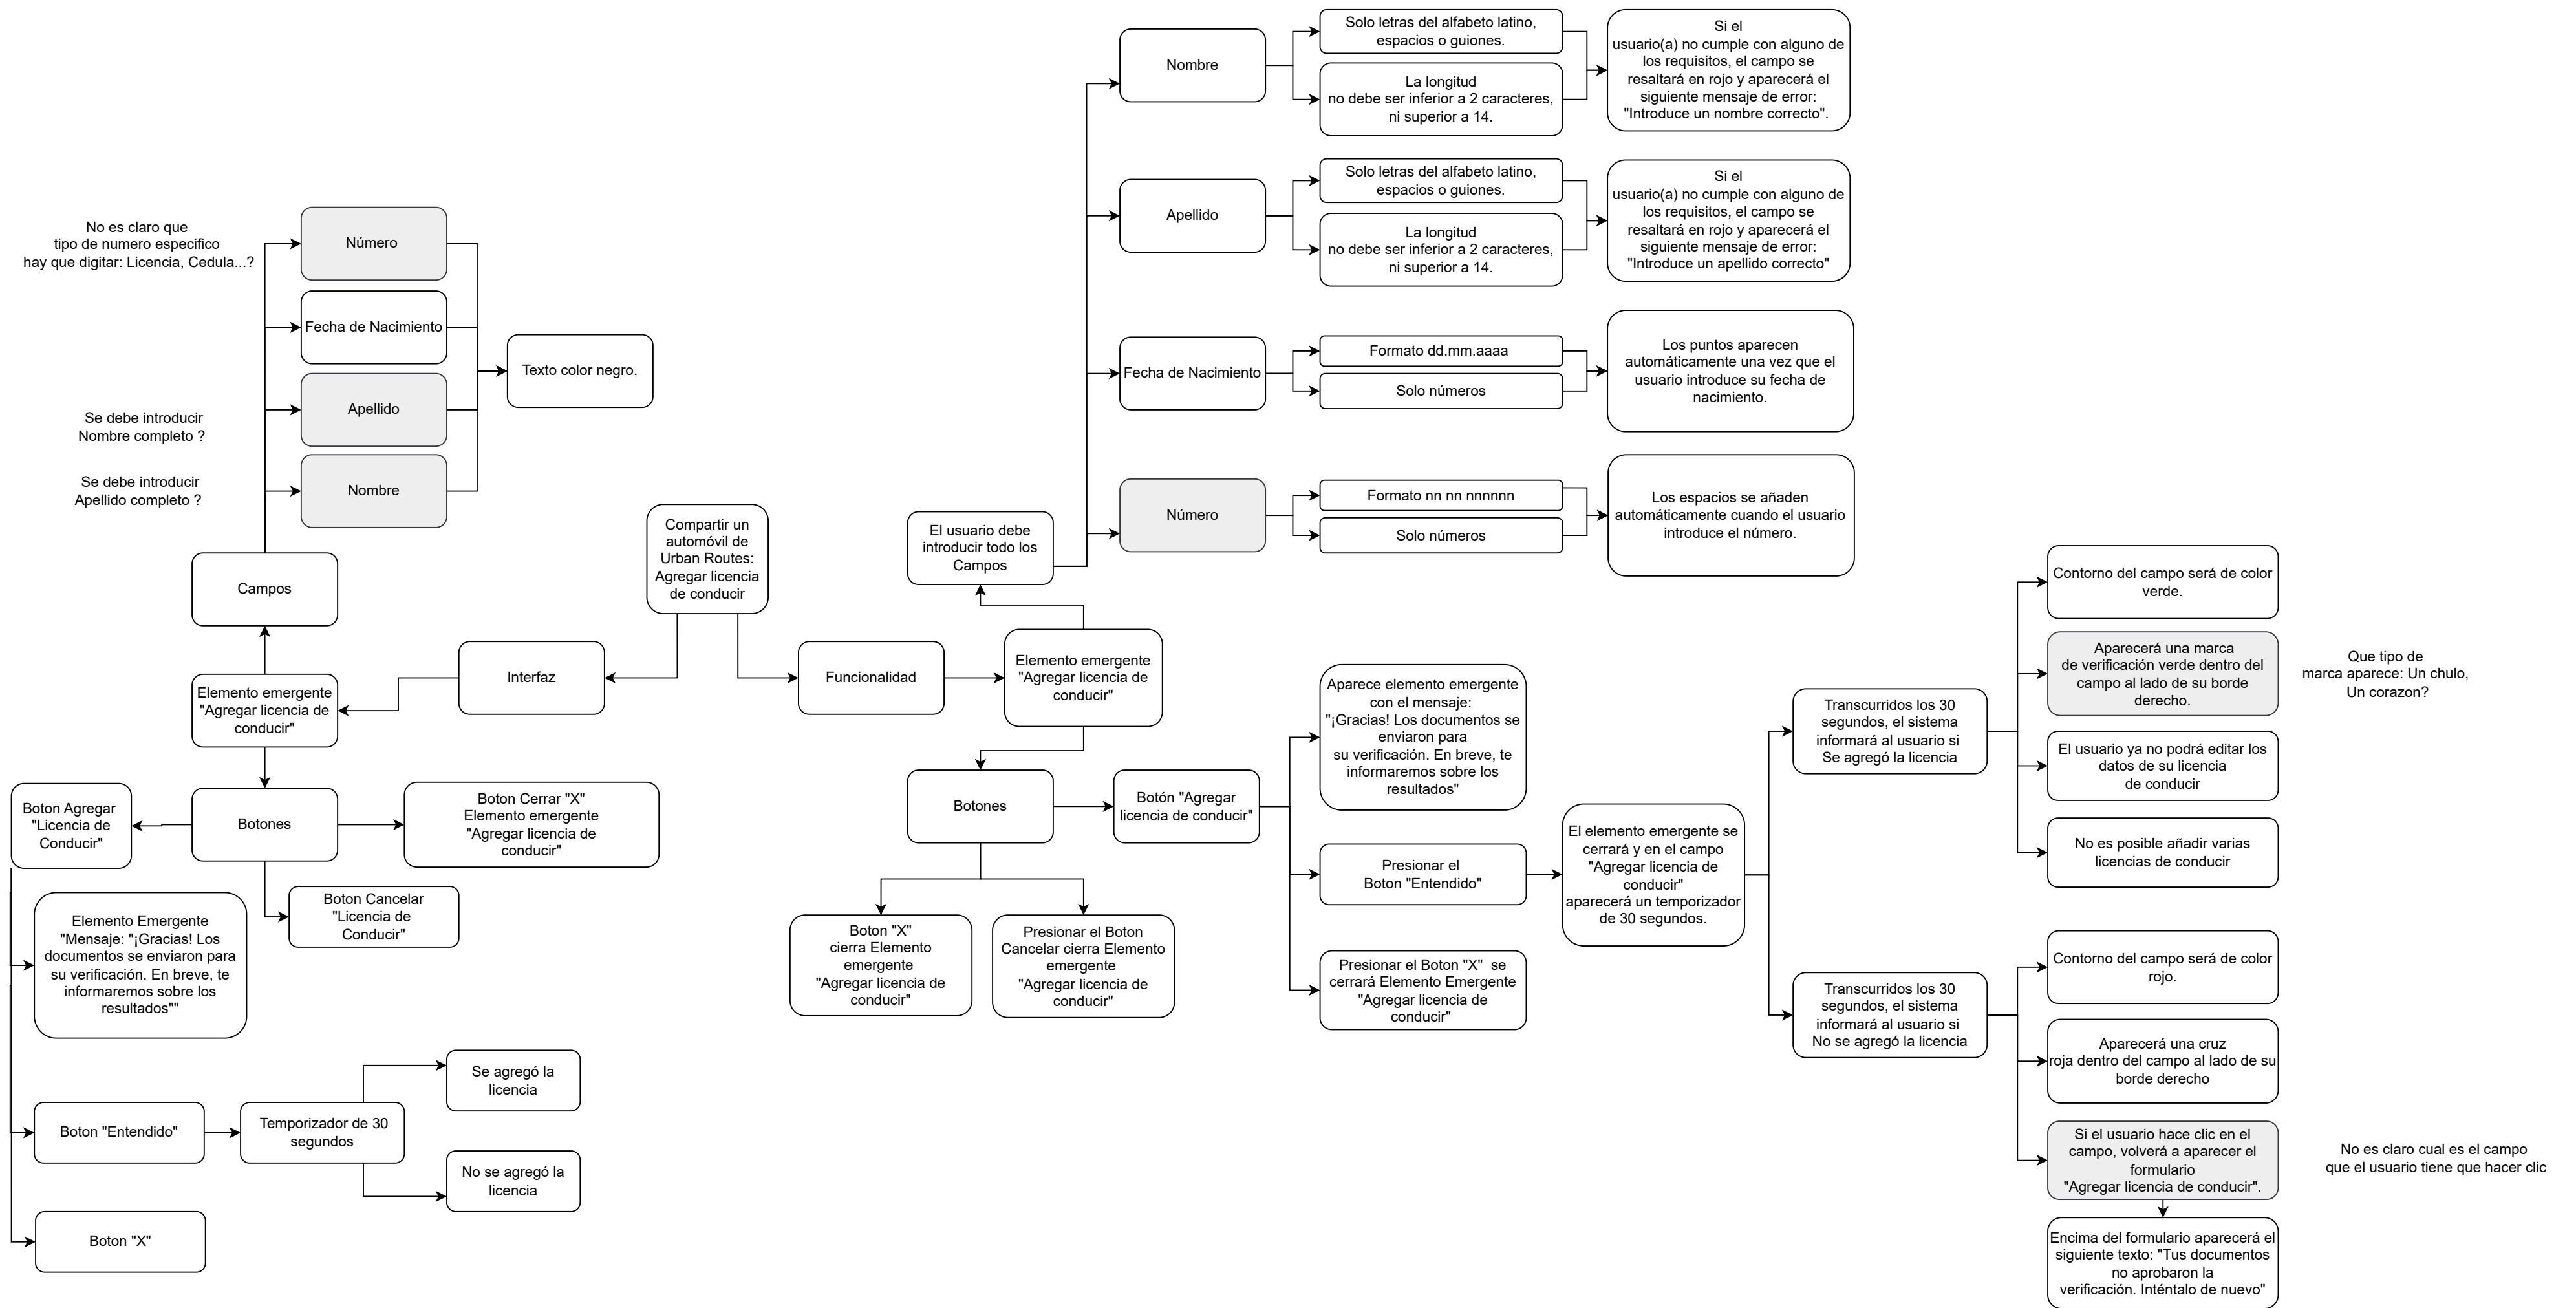 No es claro que
tipo de numero especifico
hay que digitar: Licencia, Cedula...?
Se debe introducir
Nombre completo ?
Se debe introducir
Apellido completo ?
Número
Fecha de Nacimiento
Apellido
Nombre
Texto color negro.
Campos
Elemento emergente
"Agregar licencia de
conducir"
Interfaz
Compartir un
automóvil de
Urban Routes:
Agregar licencia
de conducir
Funcionalidad
Boton Agregar
"Licencia de
Conducir"
Botones
Boton Cerrar "X"
Elemento emergente
"Agregar licencia de
conducir"
Boton Cancelar
"Licencia de
Conducir"
Elemento Emergente
"Mensaje: "¡Gracias! Los
documentos se enviaron para
su verificación. En breve, te
informaremos sobre los
resultados""
Boton "Entendido"
Temporizador de 30
segundos
Se agregó la
licencia
No se agregó la
licencia
Boton "X"
Elemento emergente
"Agregar licencia de
conducir"
El usuario debe
introducir todo los
Campos
Nombre
Solo letras del alfabeto latino,
espacios o guiones.
La longitud
no debe ser inferior a 2 caracteres,
ni superior a 14.
Si el
usuario(a) no cumple con alguno de
los requisitos, el campo se
resaltará en rojo y aparecerá el
siguiente mensaje de error:
"Introduce un nombre correcto".
Apellido
Solo letras del alfabeto latino,
espacios o guiones.
La longitud
no debe ser inferior a 2 caracteres,
ni superior a 14.
Si el
usuario(a) no cumple con alguno de
los requisitos, el campo se
resaltará en rojo y aparecerá el
siguiente mensaje de error:
"Introduce un apellido correcto"
Fecha de Nacimiento
Formato dd.mm.aaaa
Solo números
Los puntos aparecen
automáticamente una vez que el
usuario introduce su fecha de
nacimiento.
Número
Formato nn nn nnnnnn
Solo números
Los espacios se añaden
automáticamente cuando el usuario
introduce el número.
Botones
Boton "X"
cierra Elemento
emergente
"Agregar licencia de
conducir"
Presionar el Boton
Cancelar cierra Elemento
emergente
"Agregar licencia de
conducir"
Botón "Agregar
licencia de conducir"
Aparece elemento emergente
con el mensaje:
"¡Gracias! Los documentos se
enviaron para
su verificación. En breve, te
informaremos sobre los
resultados"
Presionar el
Boton "Entendido"
Presionar el Boton "X"  se
cerrará Elemento Emergente
"Agregar licencia de
conducir"
El elemento emergente se
cerrará y en el campo
"Agregar licencia de
conducir"
aparecerá un temporizador
de 30 segundos.
Transcurridos los 30
segundos, el sistema
informará al usuario si
Se agregó la licencia
Contorno del campo será de color
verde.
Aparecerá una marca
de verificación verde dentro del
campo al lado de su borde
derecho.
Que tipo de
marca aparece: Un chulo,
Un corazon?
El usuario ya no podrá editar los
datos de su licencia
de conducir
No es posible añadir varias
licencias de conducir
Transcurridos los 30
segundos, el sistema
informará al usuario si
No se agregó la licencia
Contorno del campo será de color
rojo.
Aparecerá una cruz
roja dentro del campo al lado de su
borde derecho
Si el usuario hace clic en el
campo, volverá a aparecer el
formulario
"Agregar licencia de conducir".
No es claro cual es el campo
que el usuario tiene que hacer clic
Encima del formulario aparecerá el
siguiente texto: "Tus documentos
no aprobaron la
verificación. Inténtalo de nuevo"